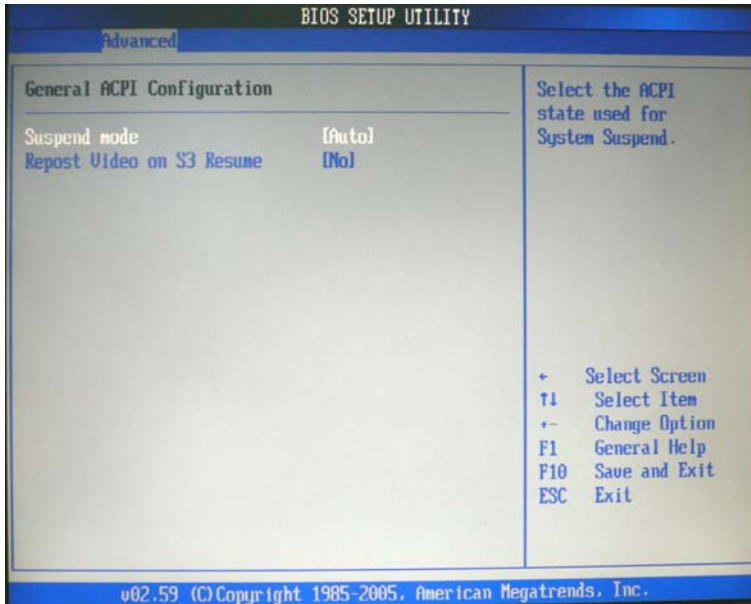 BIOS SETUP UTILITY
Advanced
General ACPI Configuration
Suspend mode [Auto]
Repost Video on S3 Resume [No]
Select the ACPI
state used for
System Suspend.
← Select Screen
↑↓ Select Item
+- Change Option
F1 General Help
F10 Save and Exit
ESC Exit
v02.59 (C)Copyright 1985-2005, American Megatrends, Inc.